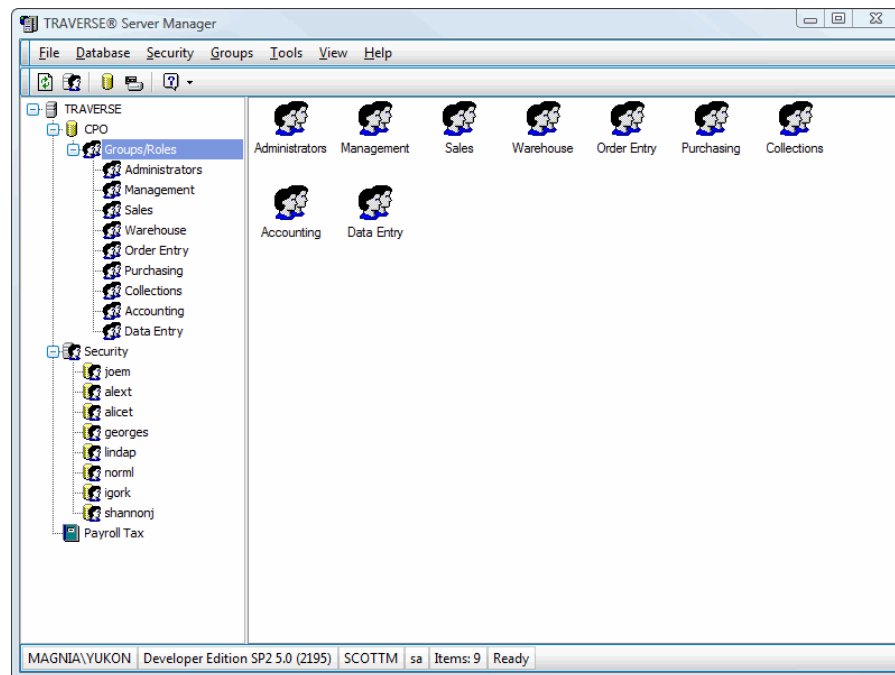 TRAVERSE® Server Manager
File Database Security Groups Tools View Help
TRAVERSE
CPO
Groups/Roles
Administrators
Management
Sales
Warehouse
Order Entry
Purchasing
Collections
Accounting
Data Entry
Security
joem
alext
alicet
georges
lindap
norml
igork
shannonj
Payroll Tax
Administrators Management Sales Warehouse Order Entry Purchasing Collections
Accounting Data Entry
MAGNIA\YUKON Developer Edition SP2 5.0 (2195) SCOTTM sa Items: 9 Ready